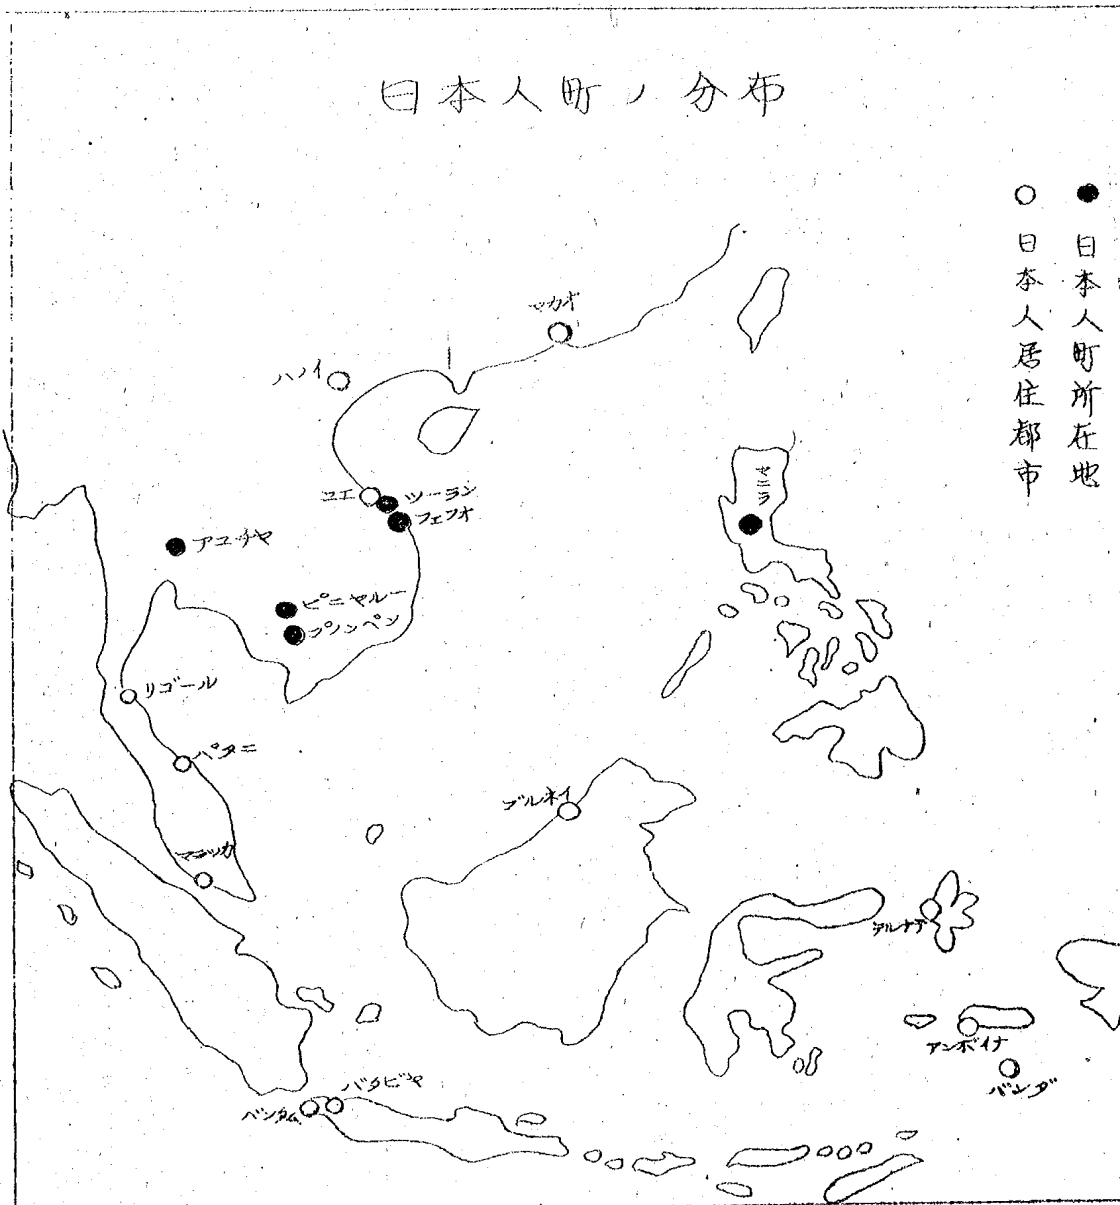 日本人町ノ分布
● 日本人町所在地
○ 日本人居住都市
マカオ
ハノイ
ユエ
ツーラン
フェフオ
マニラ
アユチヤ
ピニヤルー
プノンペン
リゴール
パタニ
ブルネイ
マラッカ
テルナテ
アンボイナ
バンダ
バタビヤ
バンタム